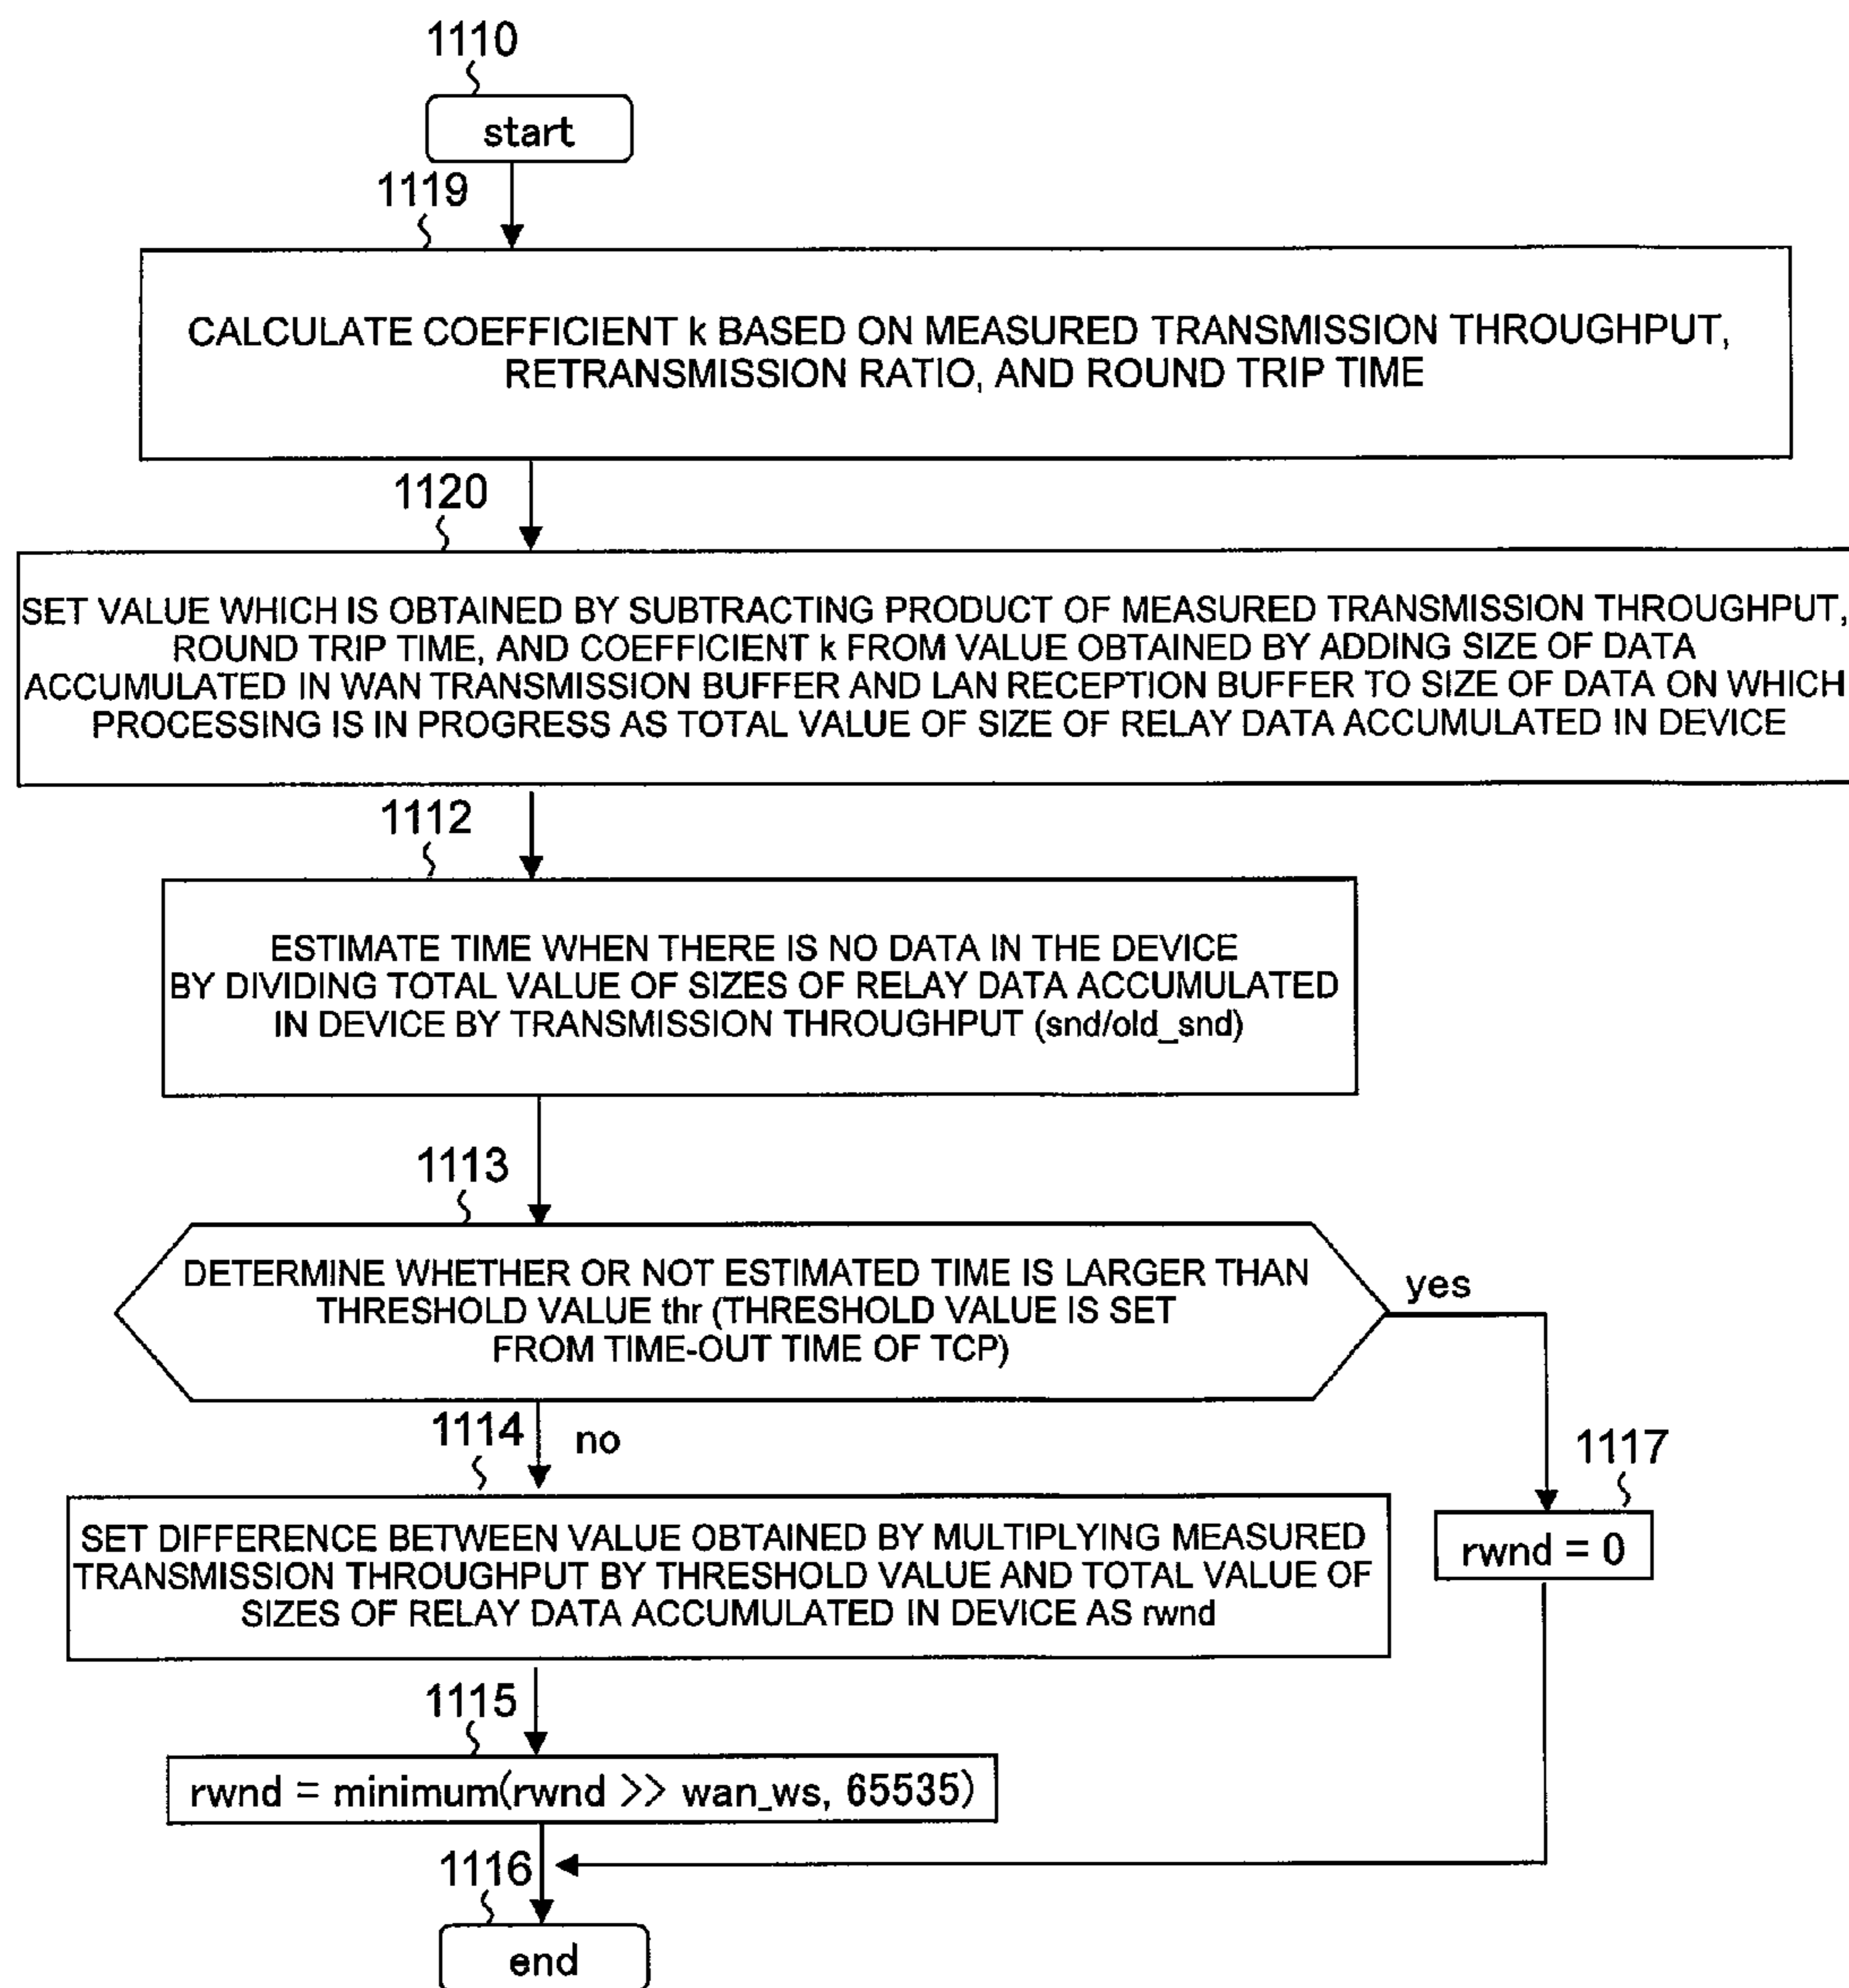 1110
start
1119
CALCULATE COEFFICIENT k BASED ON MEASURED TRANSMISSION THROUGHPUT,
RETRANSMISSION RATIO, AND ROUND TRIP TIME
1120
SET VALUE WHICH IS OBTAINED BY SUBTRACTING PRODUCT OF MEASURED TRANSMISSION THROUGHPUT,
ROUND TRIP TIME, AND COEFFICIENT k FROM VALUE OBTAINED BY ADDING SIZE OF DATA
ACCUMULATED IN WAN TRANSMISSION BUFFER AND LAN RECEPTION BUFFER TO SIZE OF DATA ON WHICH
PROCESSING IS IN PROGRESS AS TOTAL VALUE OF SIZE OF RELAY DATA ACCUMULATED IN DEVICE
1112
ESTIMATE TIME WHEN THERE IS NO DATA IN THE DEVICE
BY DIVIDING TOTAL VALUE OF SIZES OF RELAY DATA ACCUMULATED
IN DEVICE BY TRANSMISSION THROUGHPUT (snd/old_snd)
1113
DETERMINE WHETHER OR NOT ESTIMATED TIME IS LARGER THAN
THRESHOLD VALUE thr (THRESHOLD VALUE IS SET
FROM TIME-OUT TIME OF TCP)
yes
1114
no
1117
SET DIFFERENCE BETWEEN VALUE OBTAINED BY MULTIPLYING MEASURED
TRANSMISSION THROUGHPUT BY THRESHOLD VALUE AND TOTAL VALUE OF
SIZES OF RELAY DATA ACCUMULATED IN DEVICE AS rwnd
rwnd = 0
1115
rwnd = minimum(rwnd >> wan_ws, 65535)
1116
end